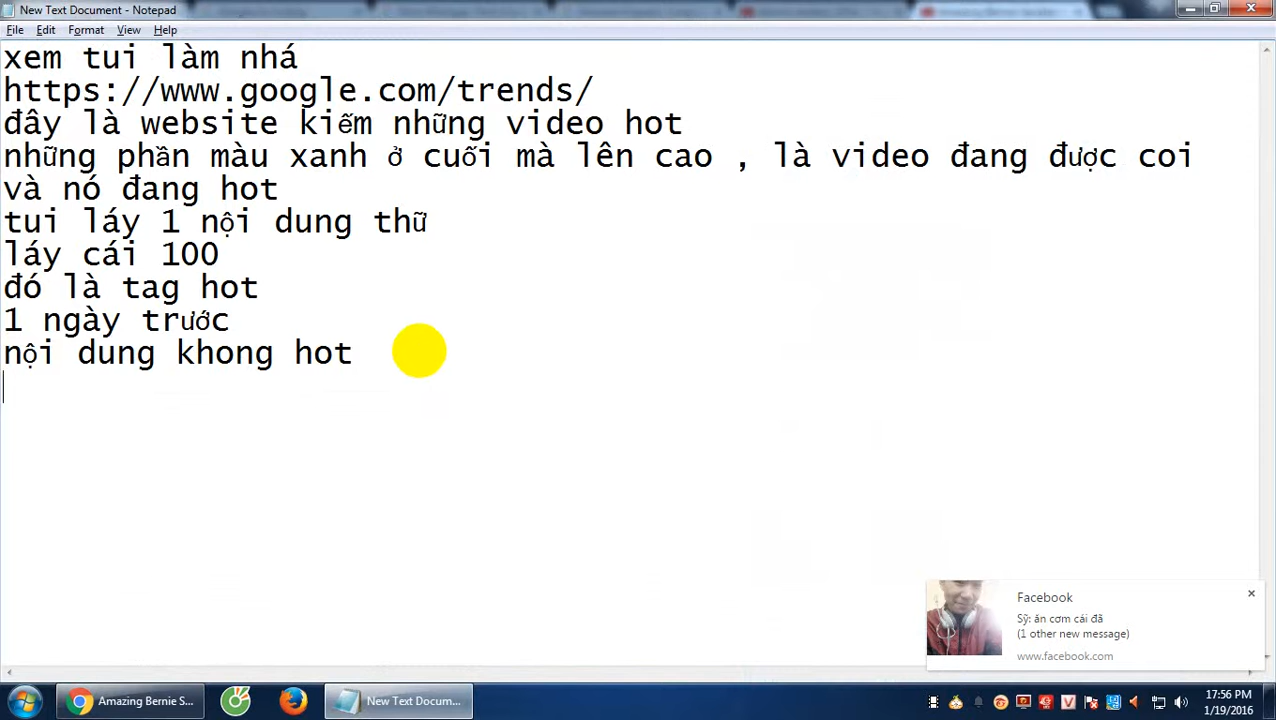 New Text Document - Notepad
File Edit Format View Help
xem tui làm nhá
https://www.google.com/trends/
đây là website kiếm những video hot
những phần màu xanh ở cuối mà lên cao , là video đang được coi
và nó đang hot
tui láy 1 nội dung thữ
láy cái 100
đó là tag hot
1 ngày trước
nội dung khong hot
Facebook
Sỹ: ăn cơm cái đã
(1 other new message)
www.facebook.com
Amazing Bernie S...
New Text Docum...
17:56 PM
1/19/2016